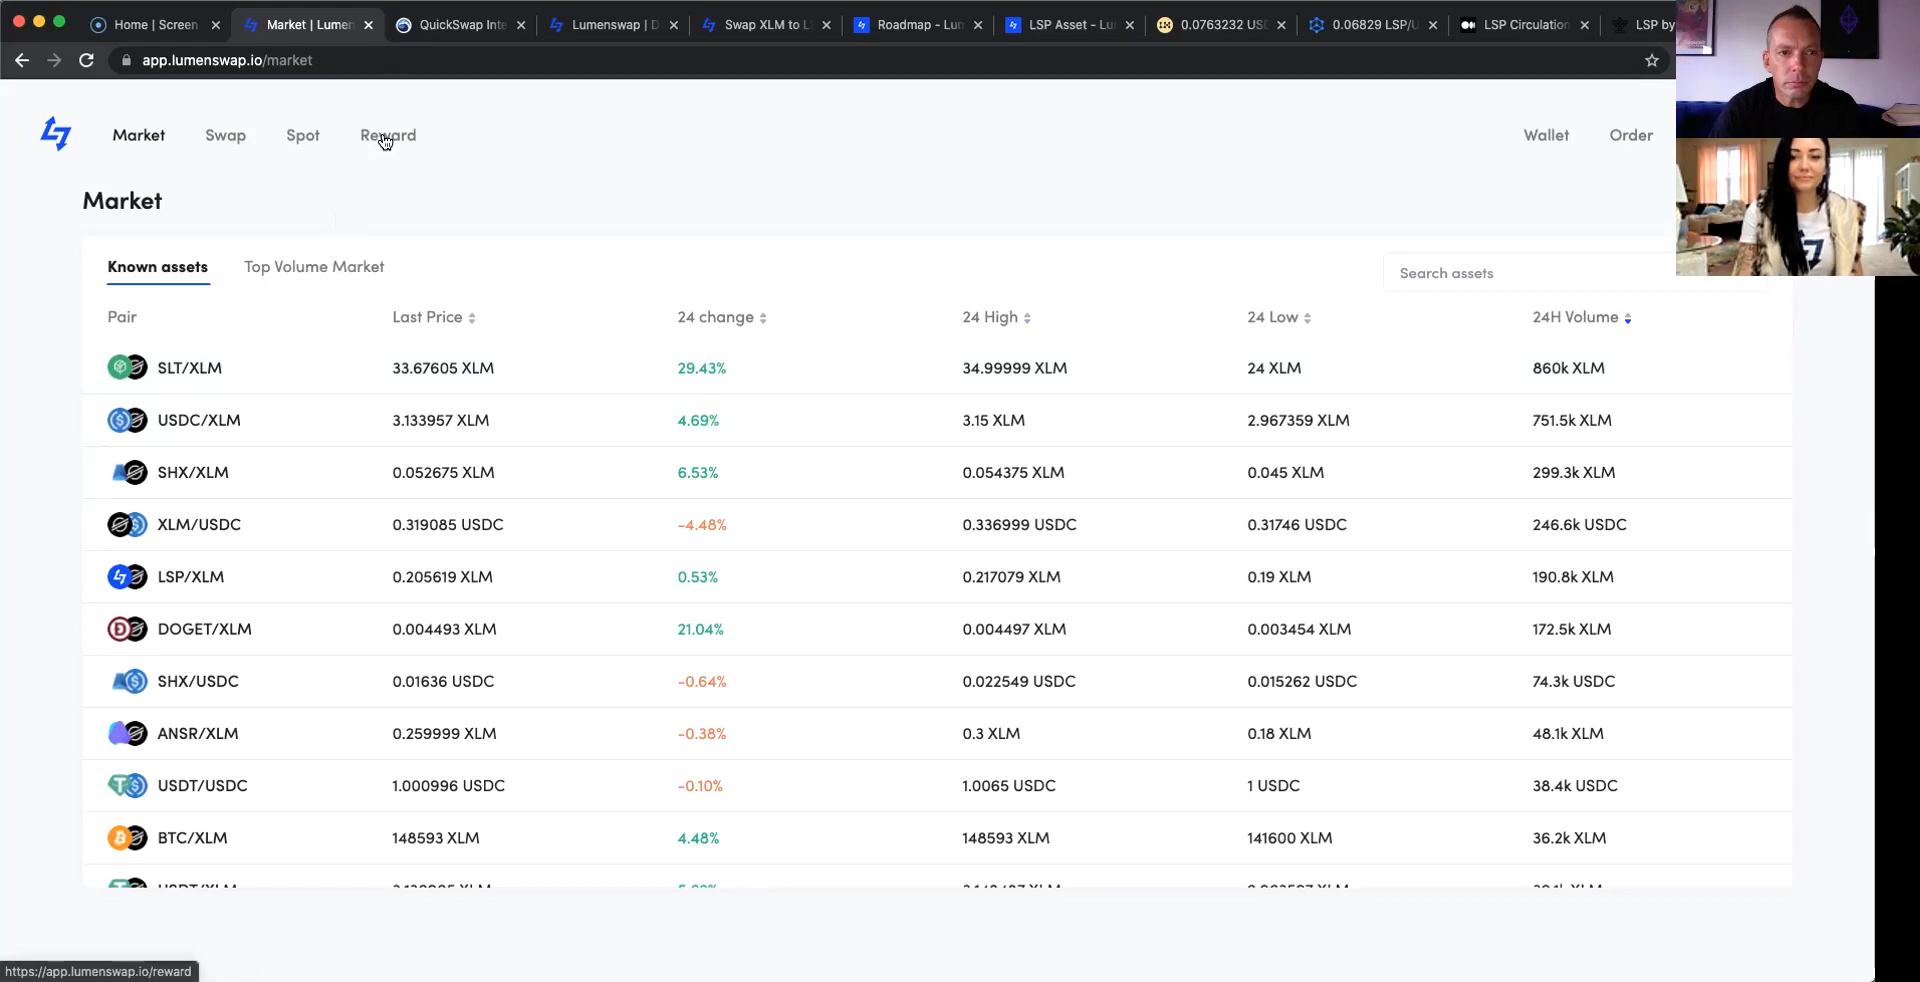 Home | Screen
Market | Lumen
QuickSwap Inte
Lumenswap | D
Swap XLM to L
Roadmap - Lun
LSP Asset - Lu
0.0763232 USD
0.06829 LSP/U
LSP Circulation
LSP by
app.lumenswap.io/market
Market Swap Spot Reward Wallet Order
Market
Known assets Top Volume Market Search assets
Pair Last Price 24 change 24 High 24 Low 24H Volume
SLT/XLM 33.67605 XLM 29.43% 34.99999 XLM 24 XLM 860k XLM
USDC/XLM 3.133957 XLM 4.69% 3.15 XLM 2.967359 XLM 751.5k XLM
SHX/XLM 0.052675 XLM 6.53% 0.054375 XLM 0.045 XLM 299.3k XLM
XLM/USDC 0.319085 USDC -4.48% 0.336999 USDC 0.31746 USDC 246.6k USDC
LSP/XLM 0.205619 XLM 0.53% 0.217079 XLM 0.19 XLM 190.8k XLM
DOGET/XLM 0.004493 XLM 21.04% 0.004497 XLM 0.003454 XLM 172.5k XLM
SHX/USDC 0.01636 USDC -0.64% 0.022549 USDC 0.015262 USDC 74.3k USDC
ANSR/XLM 0.259999 XLM -0.38% 0.3 XLM 0.18 XLM 48.1k XLM
USDT/USDC 1.000996 USDC -0.10% 1.0065 USDC 1 USDC 38.4k USDC
BTC/XLM 148593 XLM 4.48% 148593 XLM 141600 XLM 36.2k XLM
https://app.lumenswap.io/reward